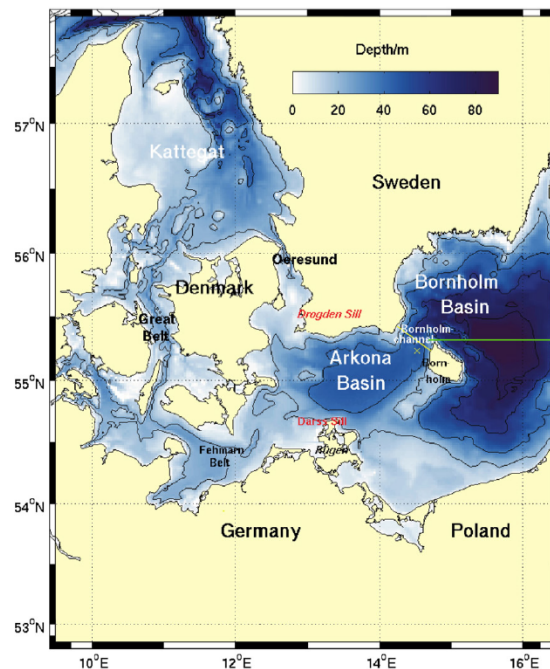 Depth/m
0 20 40 60 80
57°N
Kattegat
Sweden
56°N
Oeresund
Bornholm
Basin
Denmark
Drogden Sill
Great
Belt
Bornholm
channel
Arkona
Basin
Born
holm
55°N
Darss Sill
Fehmarn
Belt
Rügen
54°N
Germany
Poland
53°N
10°E 12°E 14°E 16°E